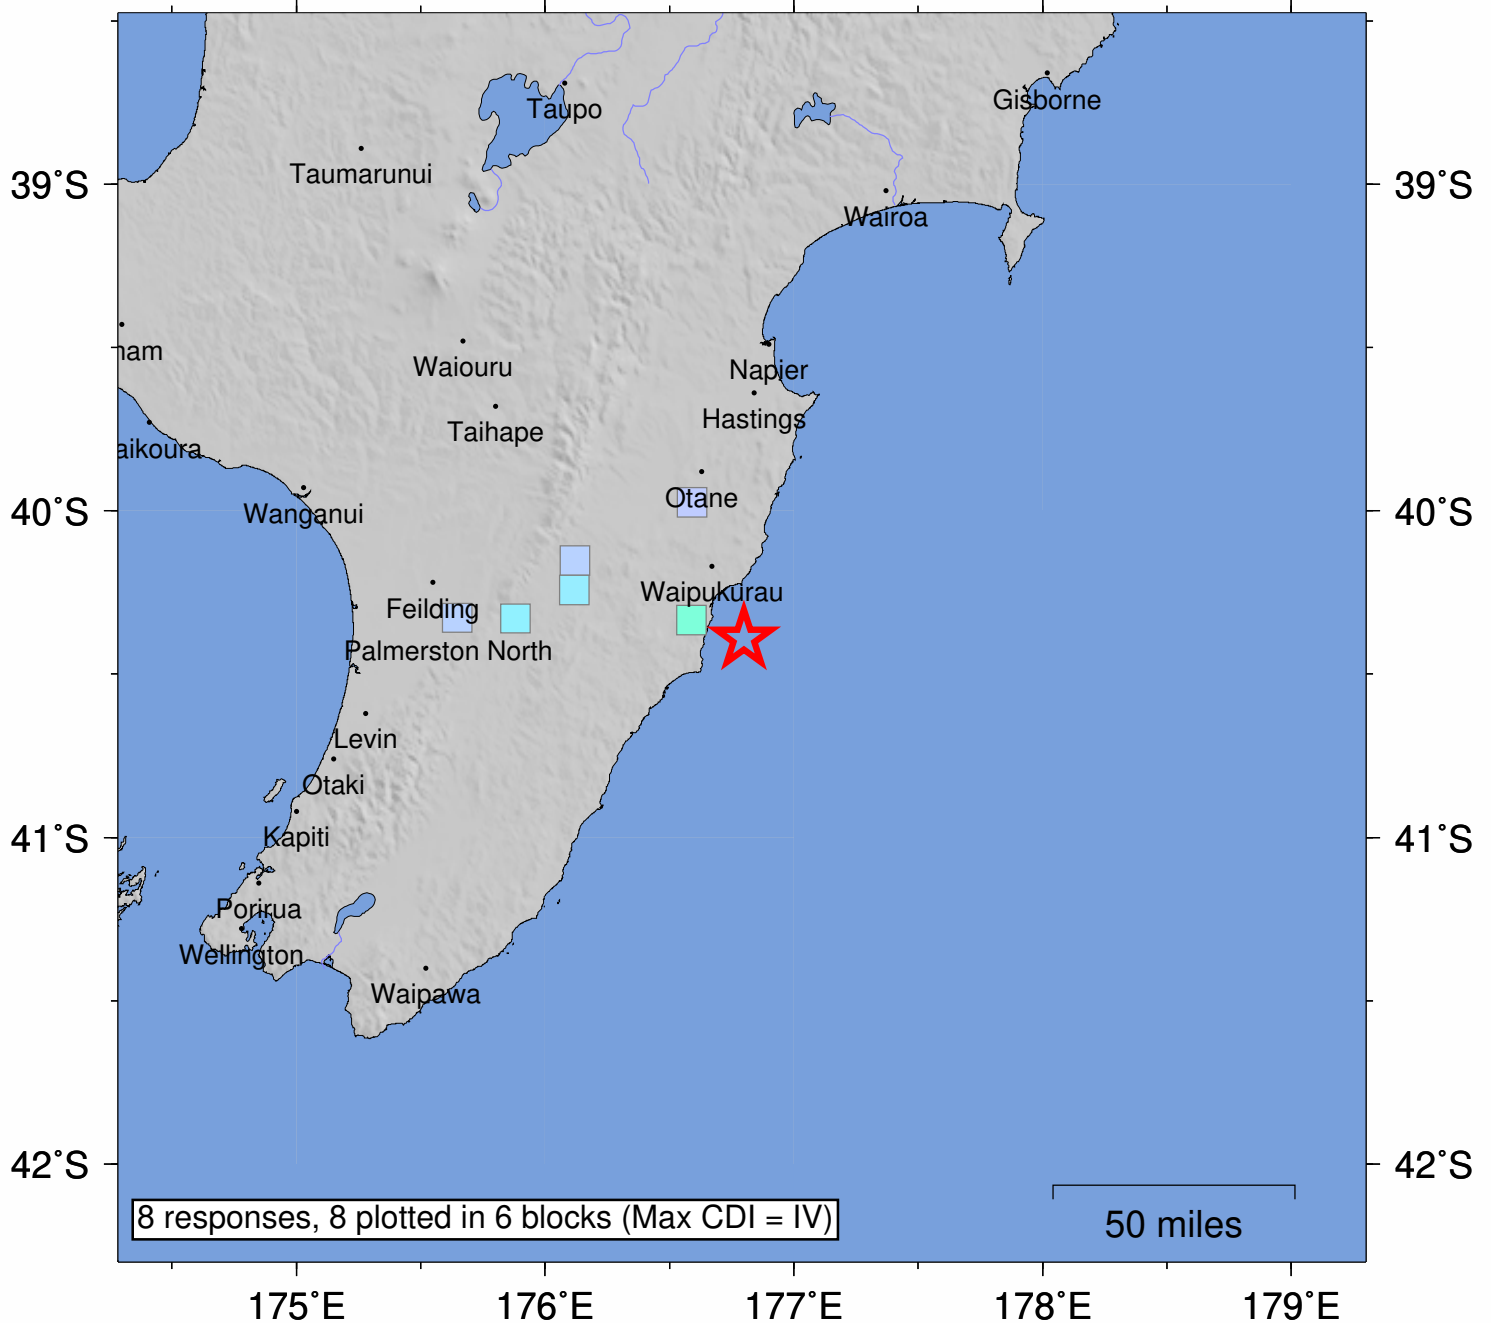 Taupo
Gisborne
Taumarunui
39°S
39°S
Wairoa
ham
Waiouru
Napier
Taihape
Hastings
aikoura
Otane
Wanganui
40°S
40°S
Waipukurau
Feilding
Palmerston North
Levin
Otaki
Kapiti
41°S
41°S
Porirua
Wellington
Waipawa
42°S
42°S
8 responses, 8 plotted in 6 blocks (Max CDI = IV)
50 miles
175°E
176°E
177°E
178°E
179°E